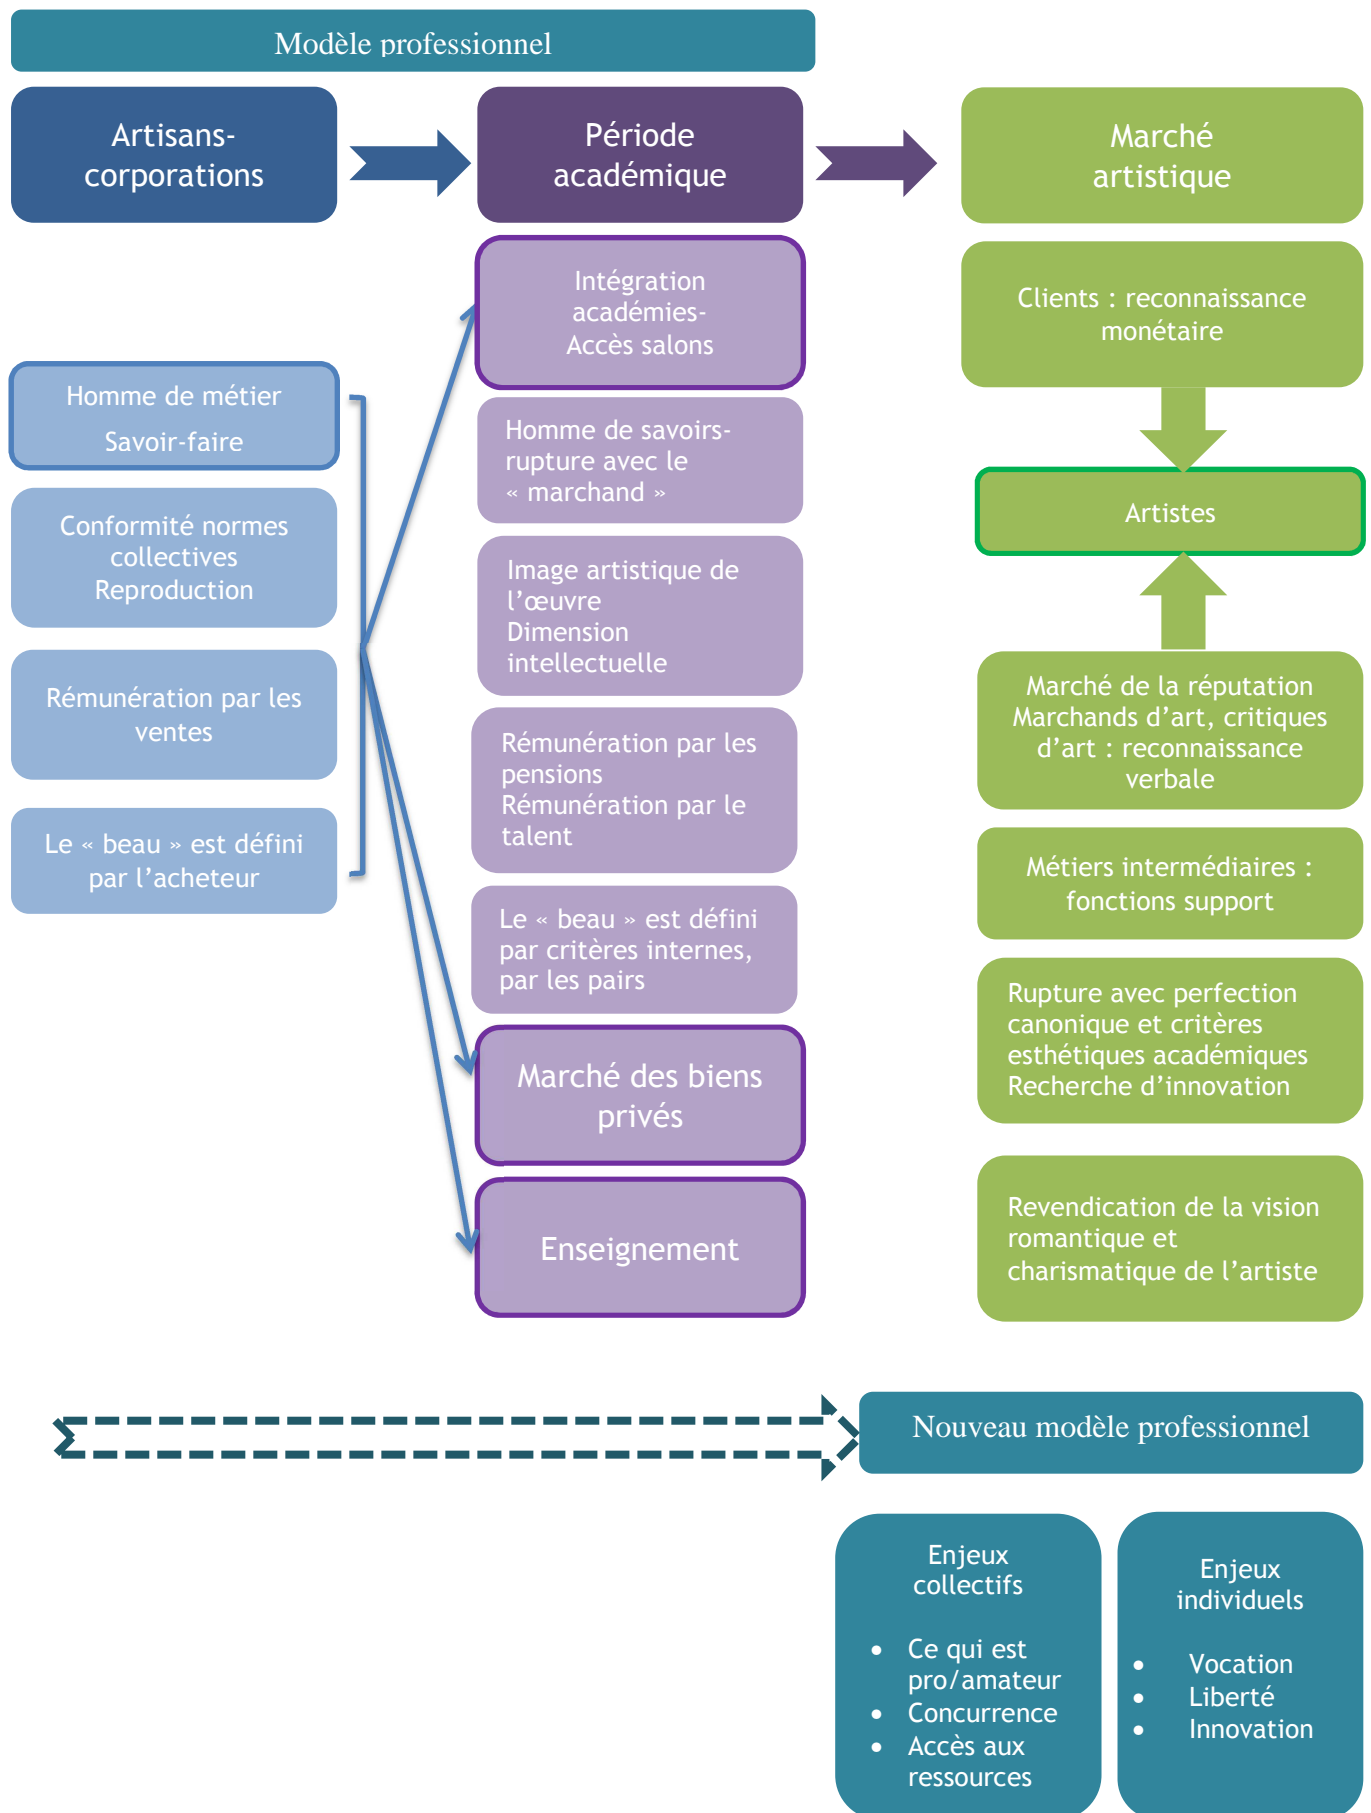 Modèle professionnel
Artisans-
corporations
Période
académique
Marché
artistique
Homme de métier
Savoir-faire
Conformité normes
collectives
Reproduction
Rémunération par les
ventes
Le « beau » est défini
par l’acheteur
Intégration
académies-
Accès salons
Homme de savoirs-
rupture avec le
« marchand »
Image artistique de
l’œuvre
Dimension
intellectuelle
Rémunération par les
pensions
Rémunération par le
talent
Le « beau » est défini
par critères internes,
par les pairs
Marché des biens
privés
Enseignement
Clients : reconnaissance
monétaire
Artistes
Marché de la réputation
Marchands d’art, critiques
d’art : reconnaissance
verbale
Métiers intermédiaires :
fonctions support
Rupture avec perfection
canonique et critères
esthétiques académiques
Recherche d’innovation
Revendication de la vision
romantique et
charismatique de l’artiste
Nouveau modèle professionnel
Enjeux
collectifs
• Ce qui est
pro/amateur
• Concurrence
• Accès aux
ressources
Enjeux
individuels
• Vocation
• Liberté
• Innovation